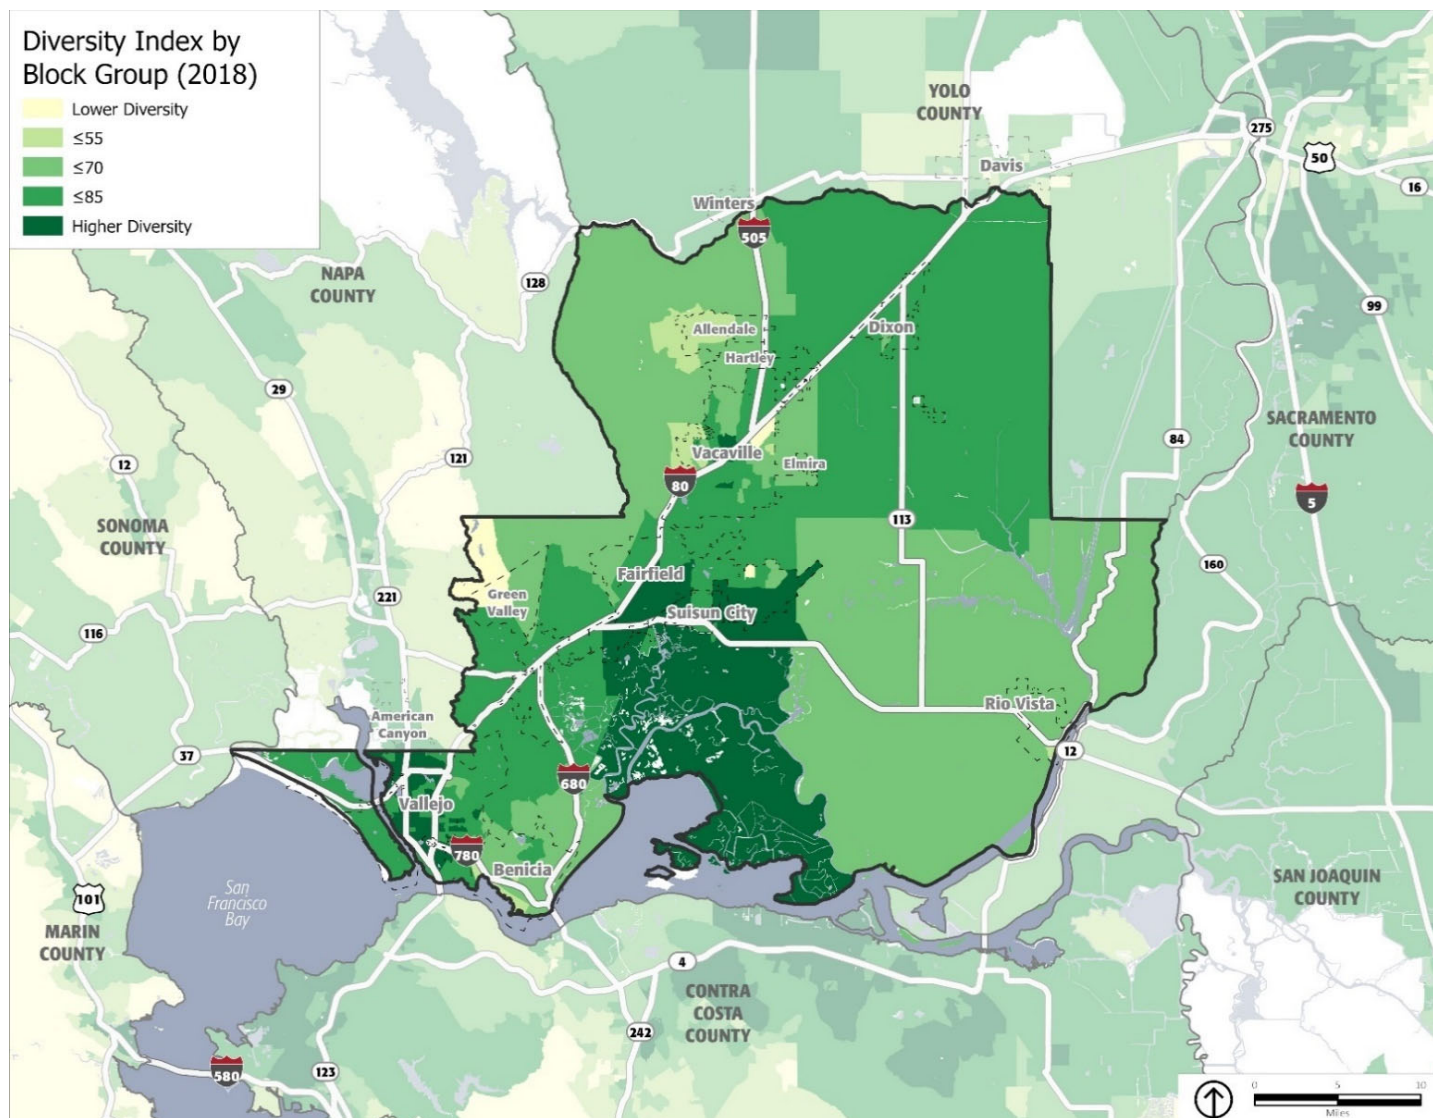 Diversity Index by
Block Group (2018)
Lower Diversity
≤55
≤70
≤85
Higher Diversity
YOLO
COUNTY
275
50
16
Davis
Winters
505
NAPA
COUNTY
128
99
Allendale
Dixon
Hartley
29
SACRAMENTO
COUNTY
84
12
121
Vacaville
Elmira
80
5
SONOMA
COUNTY
113
160
Fairfield
Green
Valley
221
Suisun City
116
Rio Vista
American
Canyon
12
37
680
Vallejo
780
Benicia
San
Francisco
Bay
101
MARIN
COUNTY
SAN JOAQUIN
COUNTY
4
CONTRA
COSTA
COUNTY
242
580
123
0 5 10
Miles